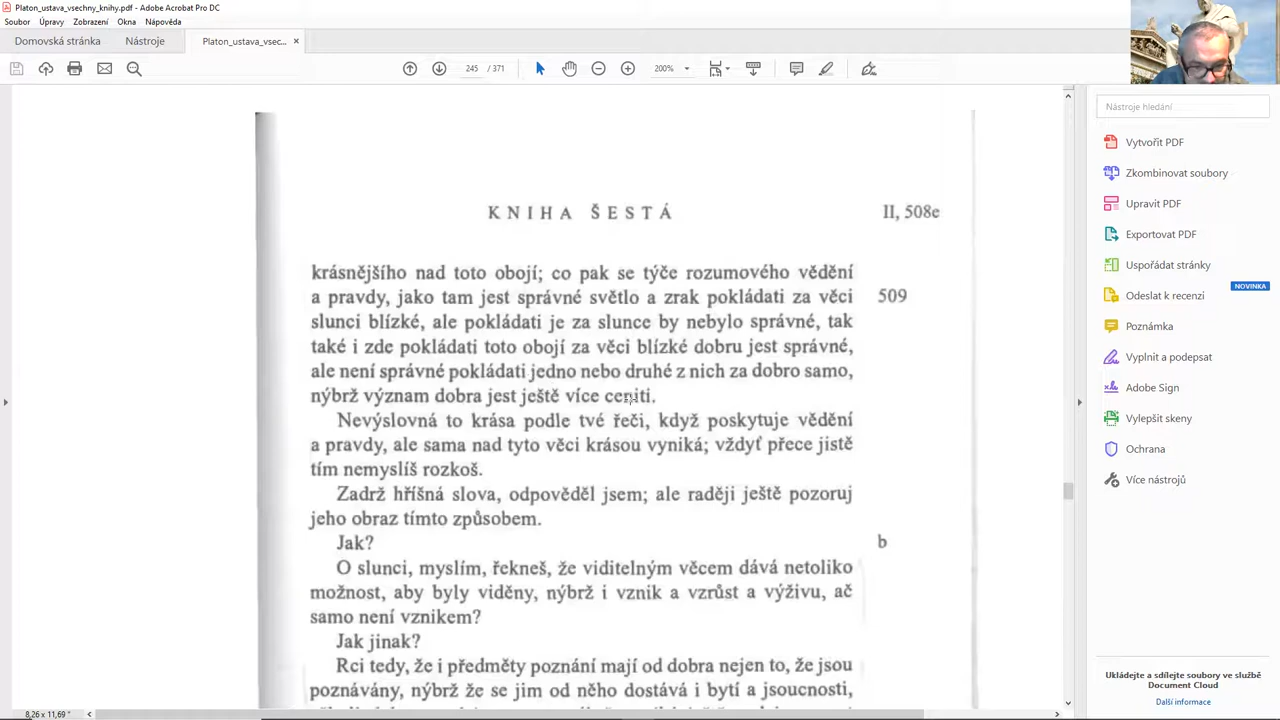 Platon_ustava_vsechny_knihy.pdf - Adobe Acrobat Pro DC
Soubor Úpravy Zobrazení Okna Nápověda
Domovská stránka Nástroje Platon_ustava_vsec... ×
245 / 371 200%
Nástroje hledání
Vytvořit PDF
Zkombinovat soubory
Upravit PDF
Exportovat PDF
Uspořádat stránky
NOVINKA
Odeslat k recenzi
Poznámka
Vyplnit a podepsat
Adobe Sign
Vylepšit skeny
Ochrana
Více nástrojů
Ukládejte a sdílejte soubory ve službě
Document Cloud
Další informace
KNIHA ŠESTÁ II, 508e
krásnějšího nad toto obojí; co pak se týče rozumového vědění
a pravdy, jako tam jest správné světlo a zrak pokládati za věci 509
slunci blízké, ale pokládati je za slunce by nebylo správné, tak
také i zde pokládati toto obojí za věci blízké dobru jest správné,
ale není správné pokládati jedno nebo druhé z nich za dobro samo,
nýbrž význam dobra jest ještě více ceniti.
Nevýslovná to krása podle tvé řeči, když poskytuje vědění
a pravdy, ale sama nad tyto věci krásou vyniká; vždyť přece jistě
tím nemyslíš rozkoš.
Zadrž hříšná slova, odpověděl jsem; ale raději ještě pozoruj
jeho obraz tímto způsobem.
Jak? b
O slunci, myslím, řekneš, že viditelným věcem dává netoliko
možnost, aby byly viděny, nýbrž i vznik a vzrůst a výživu, ač
samo není vznikem?
Jak jinak?
Rci tedy, že i předměty poznání mají od dobra nejen to, že jsou
poznávány, nýbrž že se jim od něho dostává i bytí a jsoucnosti,
8,26 x 11,69"